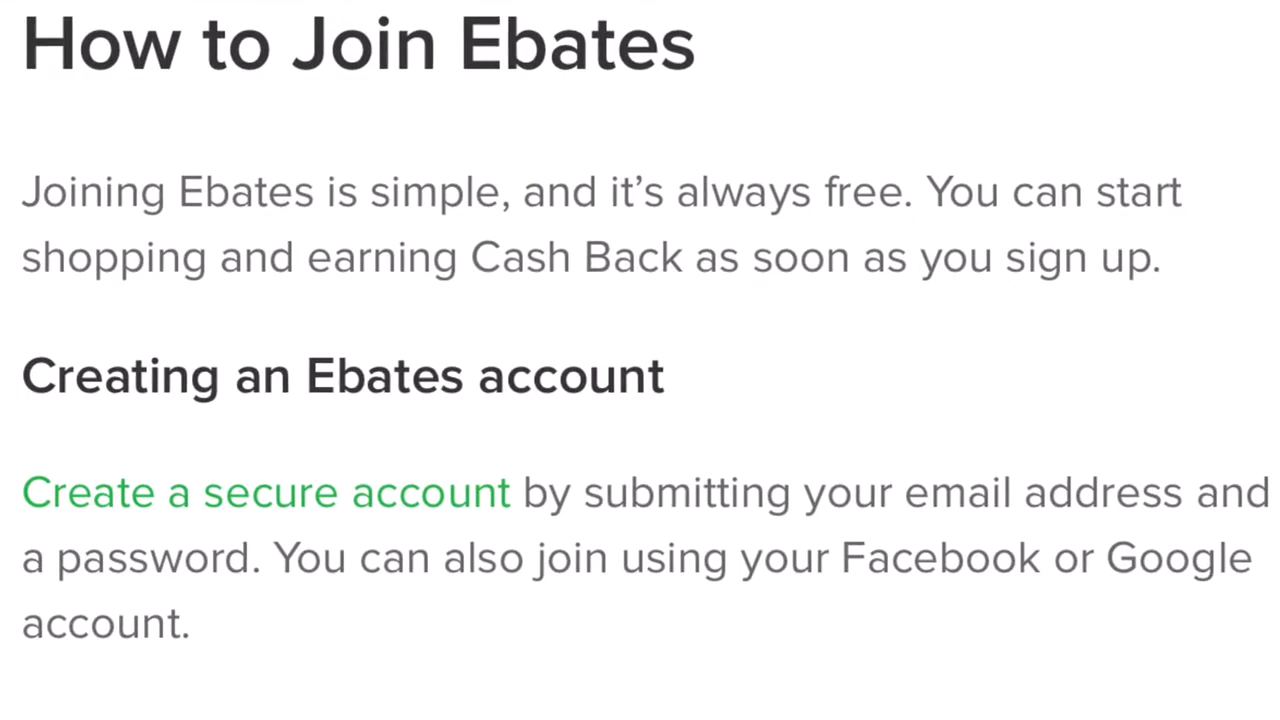 How to Join Ebates
Joining Ebates is simple, and it’s always free. You can start
shopping and earning Cash Back as soon as you sign up.
Creating an Ebates account
Create a secure account by submitting your email address and
a password. You can also join using your Facebook or Google
account.